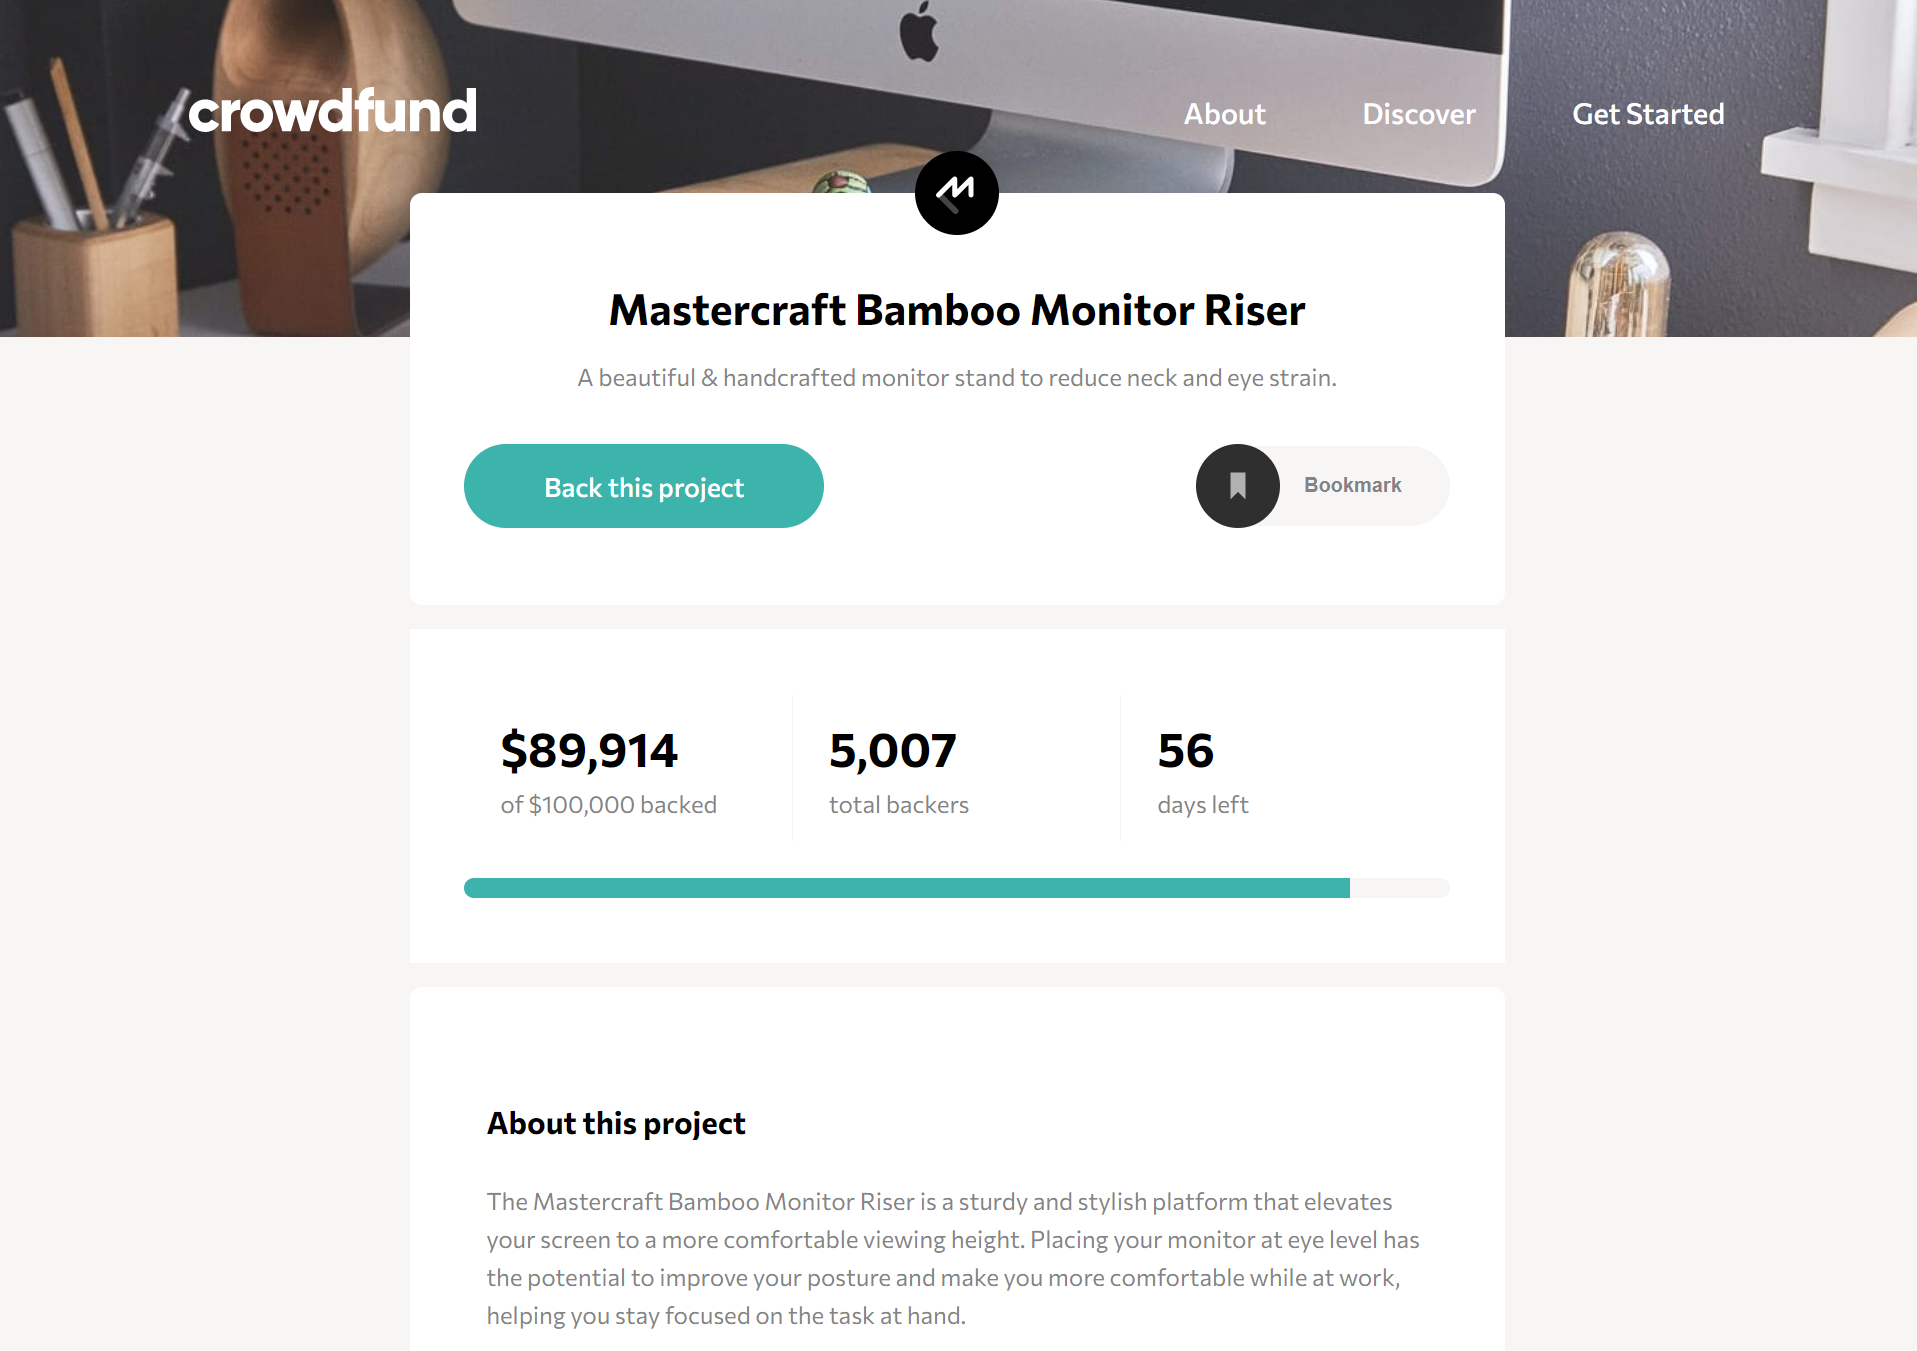 crowdfund
About
Discover
Get Started
Mastercraft Bamboo Monitor Riser
A beautiful & handcrafted monitor stand to reduce neck and eye strain.
Back this project
Bookmark
$89,914
of $100,000 backed
5,007
total backers
56
days left
About this project
The Mastercraft Bamboo Monitor Riser is a sturdy and stylish platform that elevates
your screen to a more comfortable viewing height. Placing your monitor at eye level has
the potential to improve your posture and make you more comfortable while at work,
helping you stay focused on the task at hand.